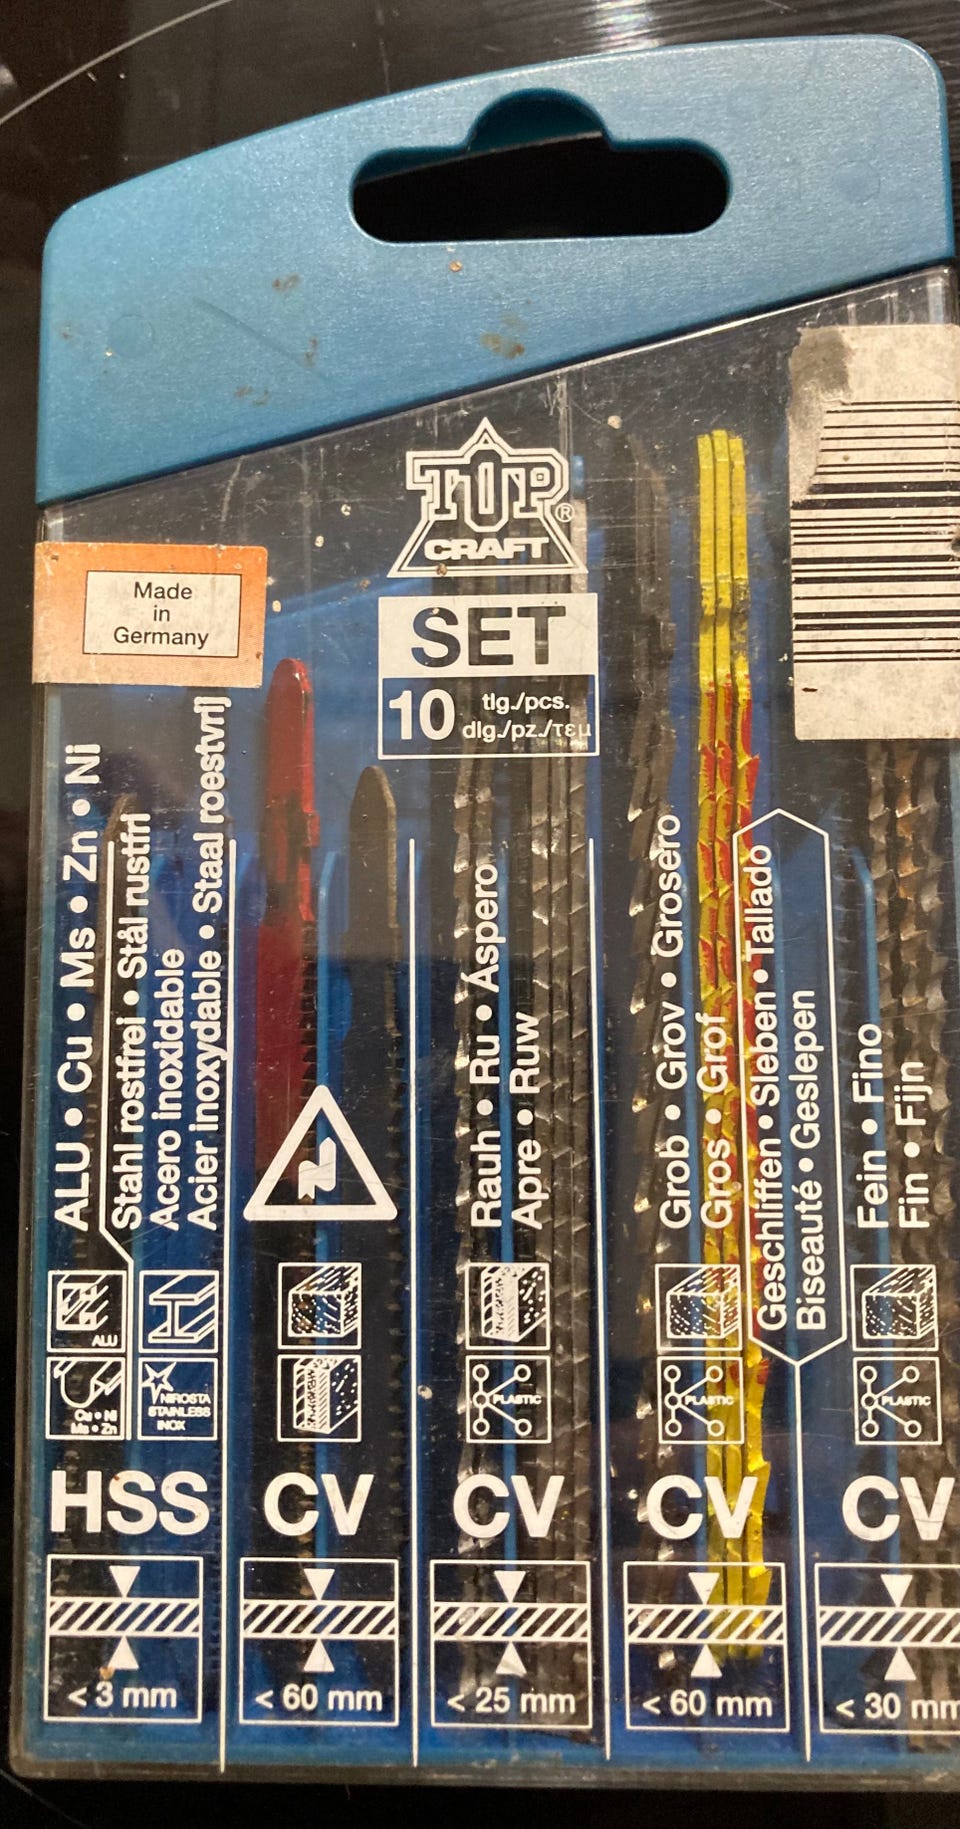 TOP®
CRAFT
SET
10 tlg./pcs.
dlg./pz./τεμ
Made
in
Germany
ALU • Cu • Ms • Zn • Ni
Stahl rostfrei • Stål rustfri
Acero inoxidable
Acier inoxydable • Staal roestvrij
Rauh • Ru • Áspero
Apre • Ruw
Grob • Grov • Grosero
Gros • Grof
Geschliffen • Sleben • Tallado
Biseauté • Geslepen
Fein • Fino
Fin • Fijn
ALU
Cu • Ni
Ms • Zn
NIROSTA
STAINLESS
INOX
PLASTIC
PLASTIC
PLASTIC
HSS
CV
CV
CV
CV
< 3 mm
< 60 mm
< 25 mm
< 60 mm
< 30 mm